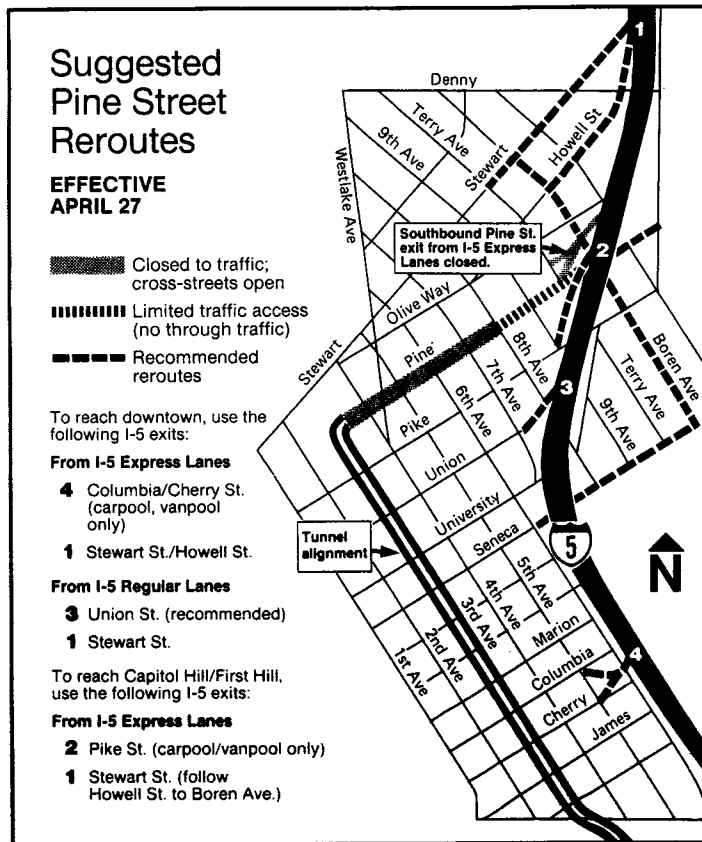 Suggested
Pine Street
Reroutes
EFFECTIVE
APRIL 27
Closed to traffic;
cross-streets open
Limited traffic access
(no through traffic)
Recommended
reroutes
To reach downtown, use the
following I-5 exits:
From I-5 Express Lanes
4 Columbia/Cherry St.
(carpool, vanpool
only)
1 Stewart St./Howell St.
From I-5 Regular Lanes
3 Union St. (recommended)
1 Stewart St.
To reach Capitol Hill/First Hill,
use the following I-5 exits:
From I-5 Express Lanes
2 Pike St. (carpool/vanpool only)
1 Stewart St. (follow
Howell St. to Boren Ave.)
1
Denny
Terry Ave
9th Ave
Westlake Ave
Stewart
Howell St
Southbound Pine St.
exit from I-5 Express
Lanes closed.
2
Olive Way
Stewart
Pine
8th Ave
7th Ave
6th Ave
Pike
3
Boren Ave
Terry Ave
9th Ave
Union
University
Seneca
Tunnel
alignment
5
N
5th Ave
4th Ave
3rd Ave
2nd Ave
1st Ave
Marion
Columbia
Cherry
James
4